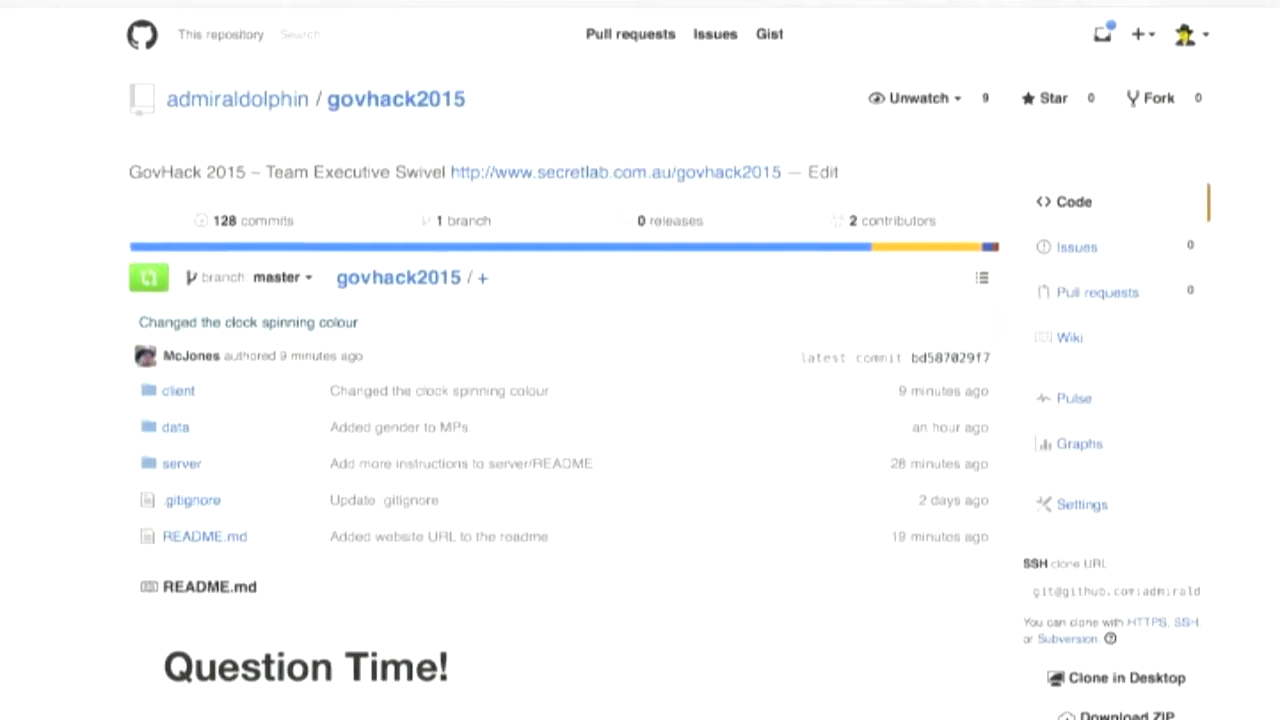 This repository Search Pull requests Issues Gist
admiraldolphin / govhack2015 Unwatch 9 Star 0 Fork 0
GovHack 2015 – Team Executive Swivel http://www.secretlab.com.au/govhack2015 — Edit
128 commits 1 branch 0 releases 2 contributors
branch: master govhack2015 / +
Changed the clock spinning colour
McJones authored 9 minutes ago latest commit bd587029f7
client Changed the clock spinning colour 9 minutes ago
data Added gender to MPs. an hour ago
server Add more instructions to server/README 28 minutes ago
.gitignore Update .gitignore 2 days ago
README.md Added website URL to the readme 19 minutes ago
README.md
Question Time!
Code
Issues 0
Pull requests 0
Wiki
Pulse
Graphs
Settings
SSH clone URL
git@github.com:admirald
You can clone with HTTPS, SSH,
or Subversion.
Clone in Desktop
Download ZIP